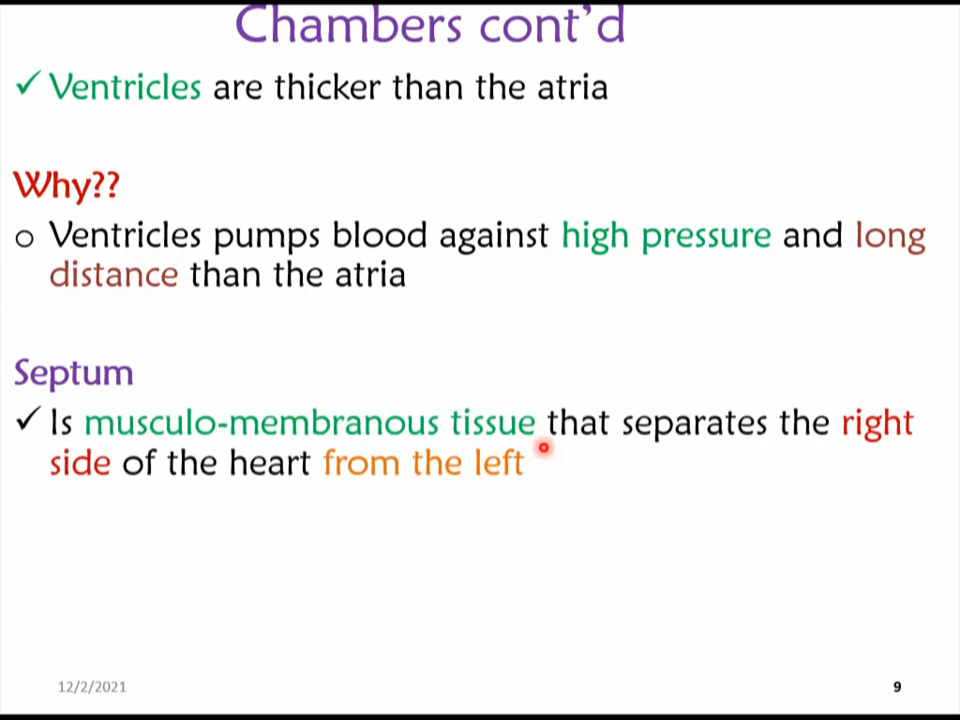 Chambers cont'd
✓ Ventricles are thicker than the atria
Why??
o Ventricles pumps blood against high pressure and long
distance than the atria
Septum
✓ Is musculo-membranous tissue that separates the right
side of the heart from the left
12/2/2021
9